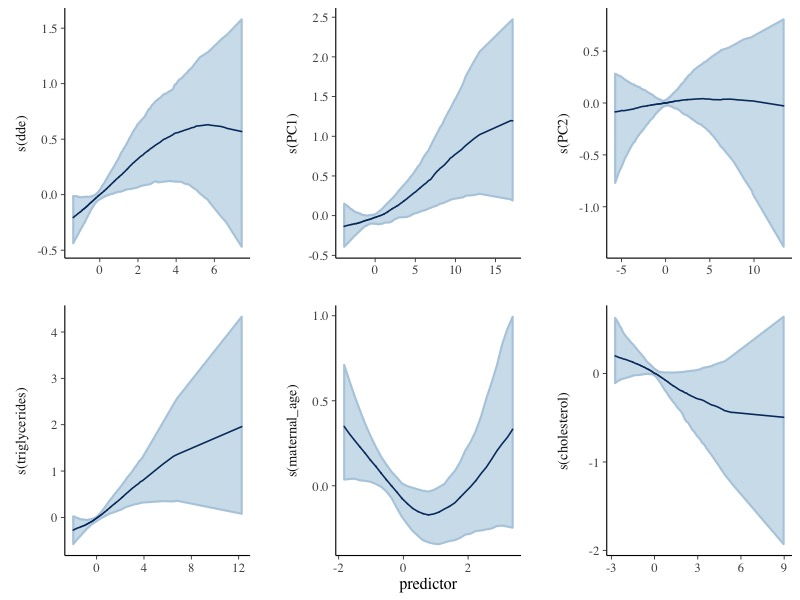 s(dde)
1.5
1.0
0.5
0.0
-0.5
0 2 4 6
s(PC1)
2.5
2.0
1.5
1.0
0.5
0.0
-0.5
0 5 10 15
s(PC2)
0.5
0.0
-0.5
-1.0
-5 0 5 10
s(triglycerides)
4
3
2
1
0
0 4 8 12
s(maternal_age)
1.0
0.5
0.0
-2 0 2
s(cholesterol)
0
-1
-2
-3 0 3 6 9
predictor